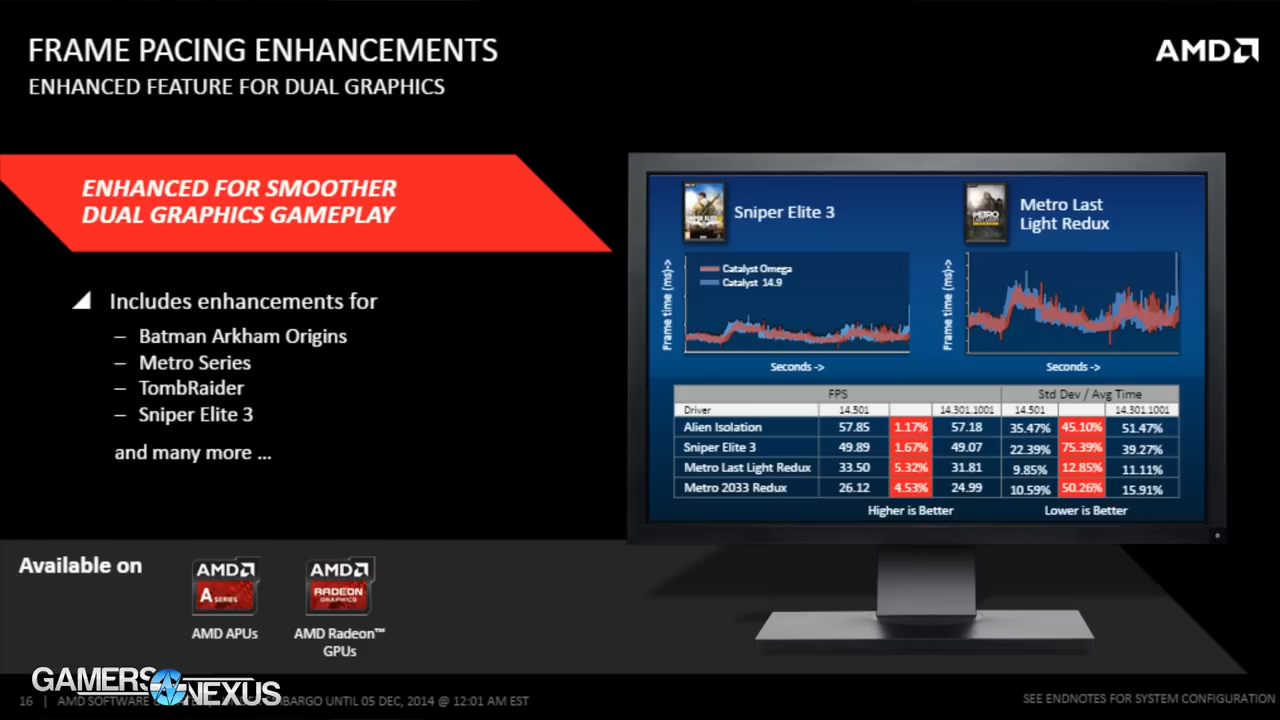 FRAME PACING ENHANCEMENTS
ENHANCED FEATURE FOR DUAL GRAPHICS
AMD
ENHANCED FOR SMOOTHER
DUAL GRAPHICS GAMEPLAY
Includes enhancements for
– Batman Arkham Origins
– Metro Series
– TombRaider
– Sniper Elite 3
and many more ...
Sniper Elite 3
Metro Last
Light Redux
Frame time (ms)->
Catalyst Omega
Catalyst 14.9
Seconds ->
Frame time (ms)->
Seconds ->
FPS Std Dev / Avg Time
Driver 14.501 14.301.1001 14.501 14.301.1001
Alien Isolation 57.85 1.17% 57.18 35.47% 45.10% 51.47%
Sniper Elite 3 49.89 1.67% 49.07 22.39% 75.39% 39.27%
Metro Last Light Redux 33.50 5.32% 31.81 9.85% 12.85% 11.11%
Metro 2033 Redux 26.12 4.53% 24.99 10.59% 50.26% 15.91%
Higher is Better Lower is Better
Available on
AMD
A SERIES
AMD APUs
AMD
RADEON
GRAPHICS
AMD Radeon™
GPUs
GAMERS NEXUS
16 | AMD SOFTWARE EMBARGO UNTIL 05 DEC, 2014 @ 12:01 AM EST
SEE ENDNOTES FOR SYSTEM CONFIGURATION